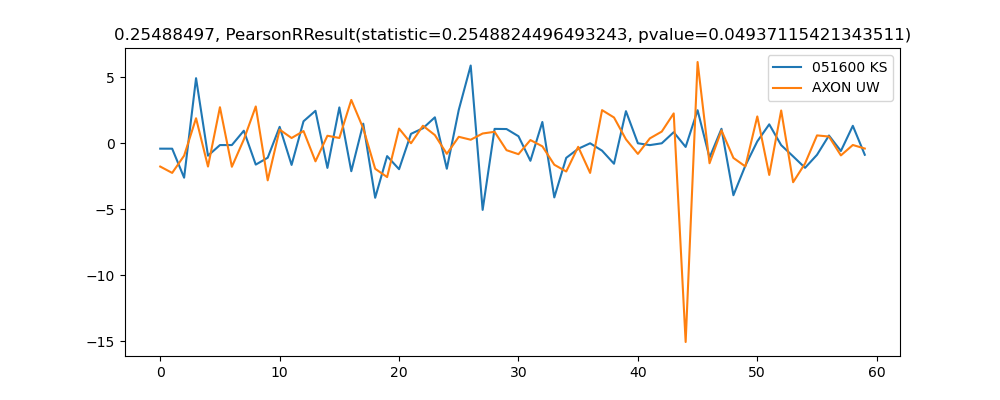 0.25488497, PearsonRResult(statistic=0.2548824496493243, pvalue=0.04937115421343511)
051600 KS
AXON UW
5
0
−5
−10
−15
0 10 20 30 40 50 60